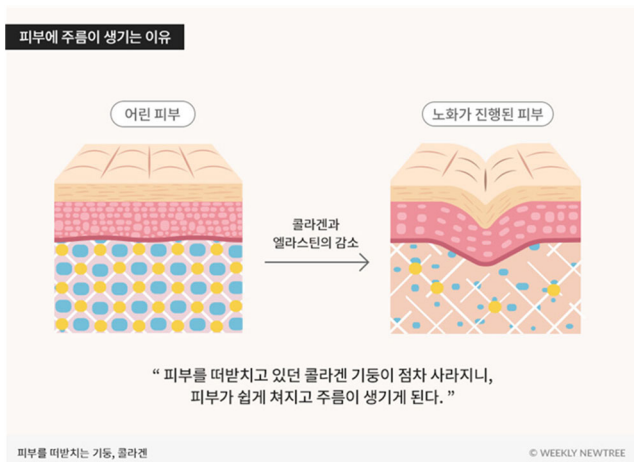 피부에 주름이 생기는 이유
어린 피부
노화가 진행된 피부
콜라겐과
엘라스틴의 감소
“ 피부를 떠받치고 있던 콜라겐 기둥이 점차 사라지니,
피부가 쉽게 쳐지고 주름이 생기게 된다. ”
피부를 떠받치는 기둥, 콜라겐
© WEEKLY NEWTREE